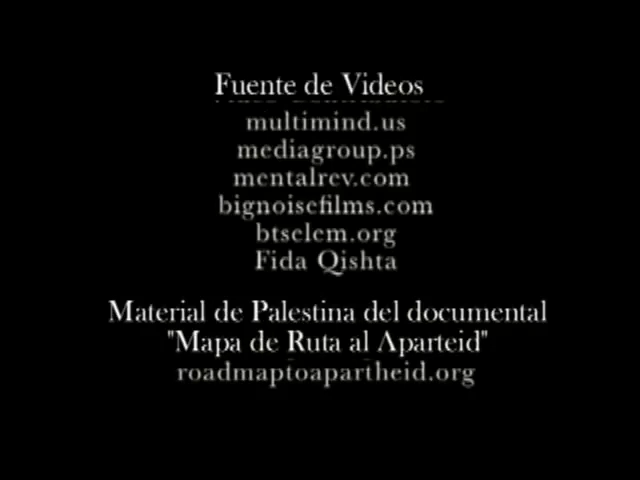 Fuente de Videos
multimind.us
mediagroup.ps
mentalrev.com
bignoisefilms.com
btselem.org
Fida Qishta
Material de Palestina del documental
"Mapa de Ruta al Aparteid"
roadmaptoapartheid.org